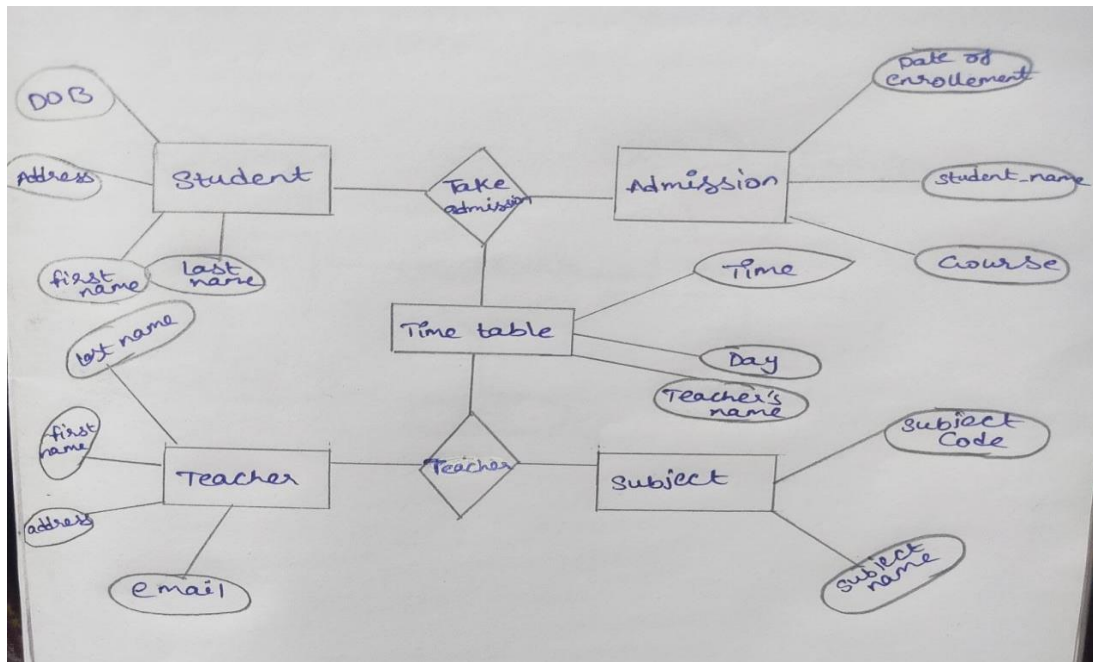 Date of
enrollement
DOB
Address
Student
Take
admission
Admission
student_name
first
name
Last
name
Course
Time
Time table
Day
Teacher's
name
last name
first
name
Teacher
Teacher
Subject
Subject
Code
address
email
Subject
name